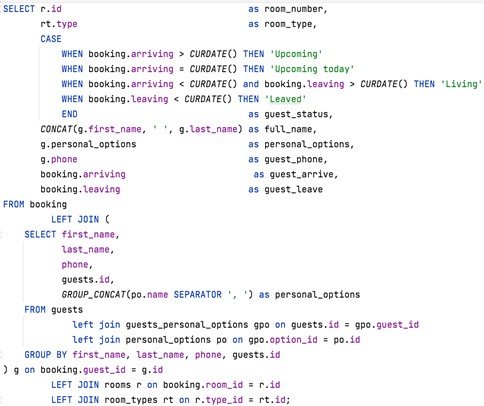 SELECT r.id as room_number,
rt.type as room_type,
CASE
WHEN booking.arriving > CURDATE() THEN 'Upcoming'
WHEN booking.arriving = CURDATE() THEN 'Upcoming today'
WHEN booking.arriving < CURDATE() and booking.leaving > CURDATE() THEN 'Living'
WHEN booking.leaving < CURDATE() THEN 'Leaved'
END as guest_status,
CONCAT(g.first_name, ' ', g.last_name) as full_name,
g.personal_options as personal_options,
g.phone as guest_phone,
booking.arriving as guest_arrive,
booking.leaving as guest_leave
FROM booking
LEFT JOIN (
SELECT first_name,
last_name,
phone,
guests.id,
GROUP_CONCAT(po.name SEPARATOR ', ') as personal_options
FROM guests
left join guests_personal_options gpo on guests.id = gpo.guest_id
left join personal_options po on gpo.option_id = po.id
GROUP BY first_name, last_name, phone, guests.id
) g on booking.guest_id = g.id
LEFT JOIN rooms r on booking.room_id = r.id
LEFT JOIN room_types rt on r.type_id = rt.id;